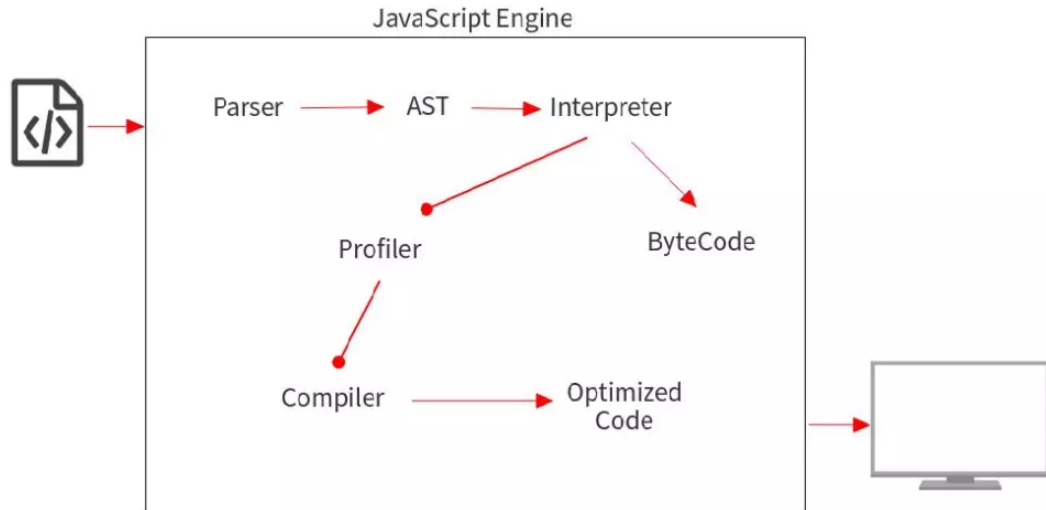 JavaScript Engine
</>
Parser
AST
Interpreter
Profiler
ByteCode
Compiler
Optimized
Code